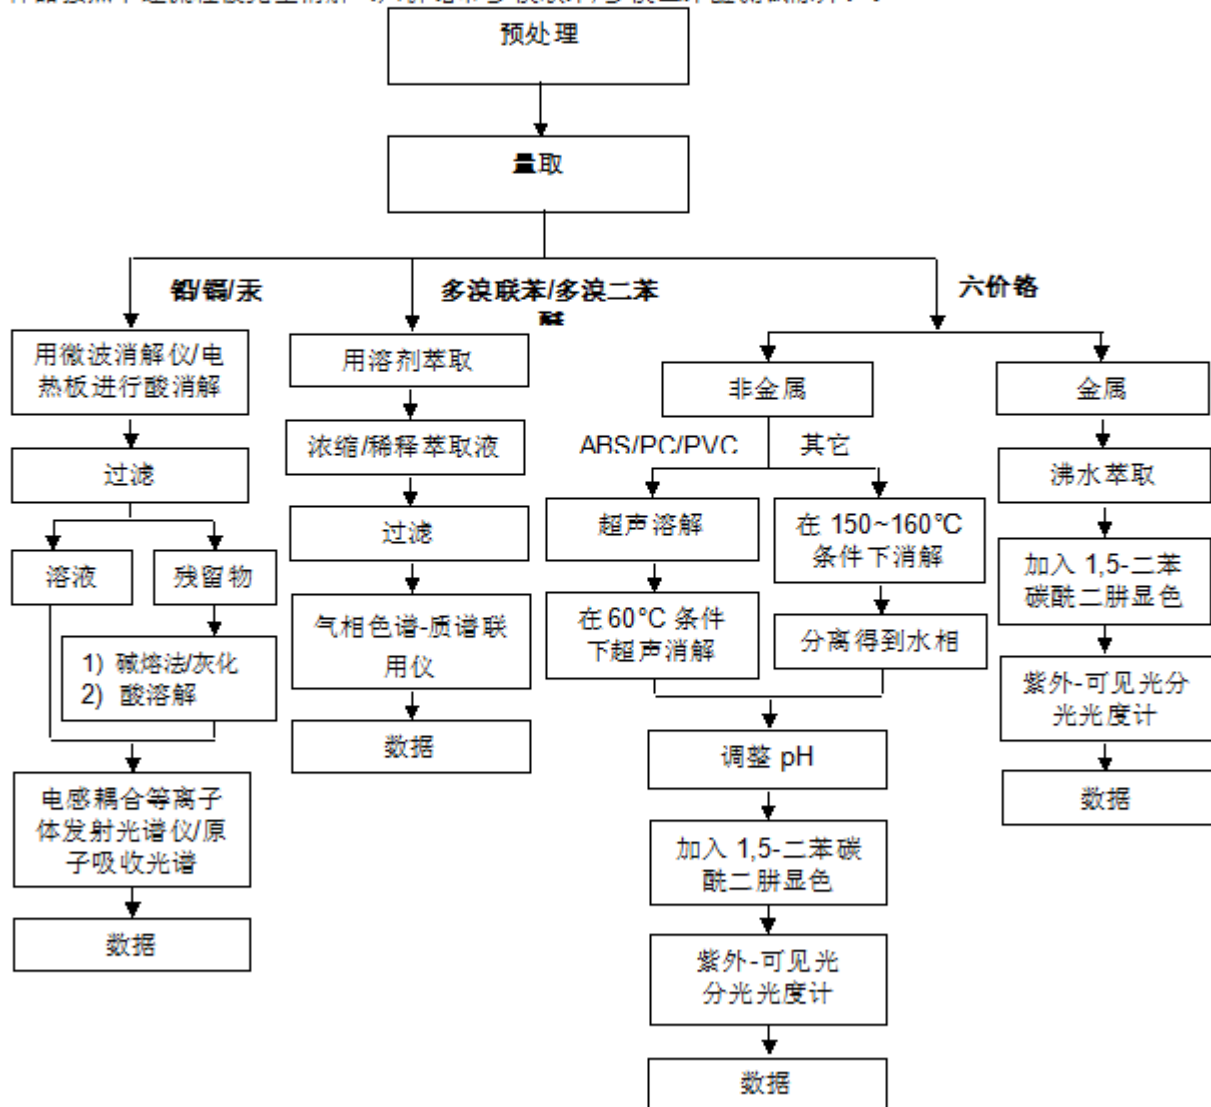 预处理
量取
铅/镉/汞
多溴联苯/多溴二苯
醚
六价铬
用微波消解仪/电
热板进行酸消解
过滤
溶液
残留物
1) 碱熔法/灰化
2) 酸溶解
电感耦合等离子
体发射光谱仪/原
子吸收光谱
数据
用溶剂萃取
浓缩/稀释萃取液
过滤
气相色谱-质谱联
用仪
数据
非金属
ABS/PC/PVC
其它
超声溶解
在 60°C 条件
下超声消解
在 150~160°C
条件下消解
分离得到水相
调整 pH
加入 1,5-二苯碳
酰二肼显色
紫外-可见光
分光光度计
数据
金属
沸水萃取
加入 1,5-二苯
碳酰二肼显色
紫外-可见光分
光光度计
数据